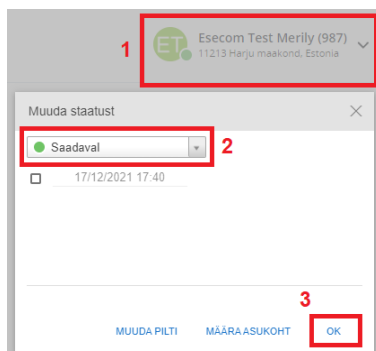 1
ET
Esecom Test Merily (987)
11213 Harju maakond, Estonia
Muuda staatust
Saadaval
2
17/12/2021 17:40
3
MUUDA PILTI
MÄÄRA ASUKOHT
OK